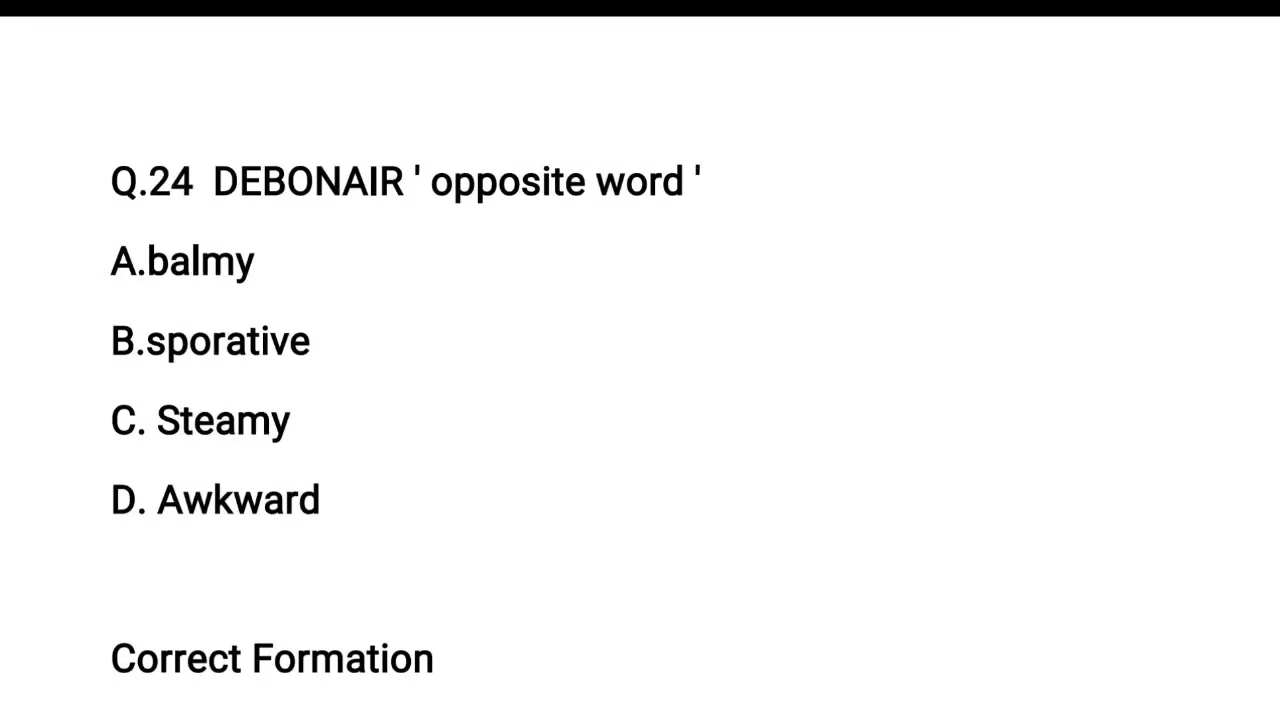 Q.24  DEBONAIR ' opposite word '
A.balmy
B.sporative
C. Steamy
D. Awkward
Correct Formation